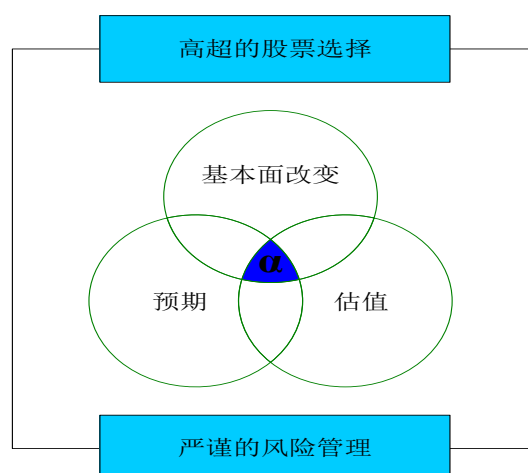 高超的股票选择
基本面改变
α
预期
估值
严谨的风险管理